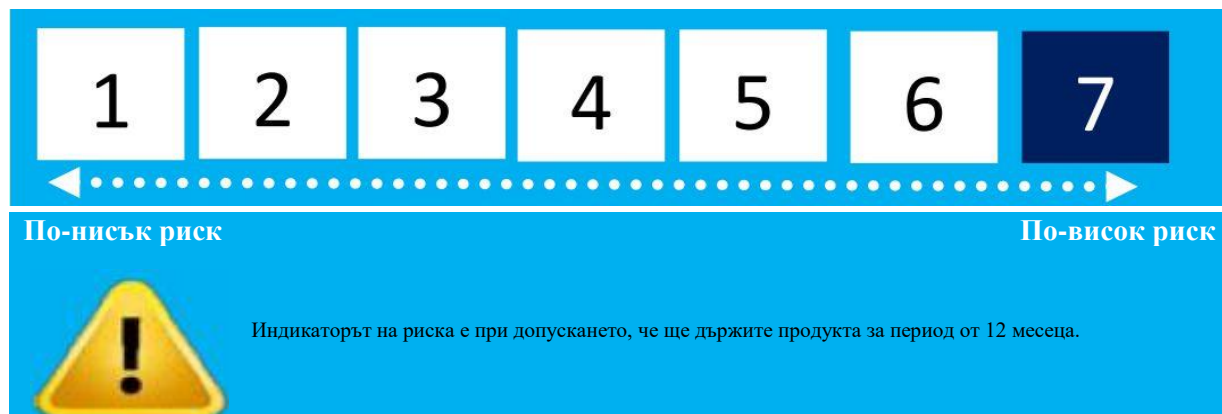 1 2 3 4 5 6 7
По-нисък риск По-висок риск
Индикаторът на риска е при допускането, че ще държите продукта за период от 12 месеца.